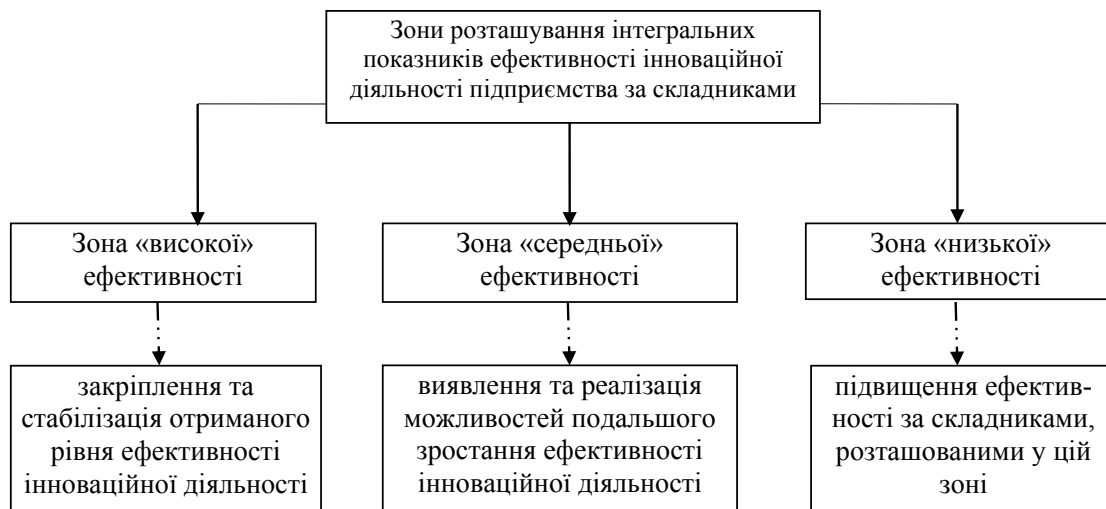 Зони розташування інтегральних
показників ефективності інноваційної
діяльності підприємства за складниками
Зона «високої»
ефективності
Зона «середньої»
ефективності
Зона «низької»
ефективності
закріплення та
стабілізація отриманого
рівня ефективності
інноваційної діяльності
виявлення та реалізація
можливостей подальшого
зростання ефективності
інноваційної діяльності
підвищення ефектив-
ності за складниками,
розташованими у цій
зоні